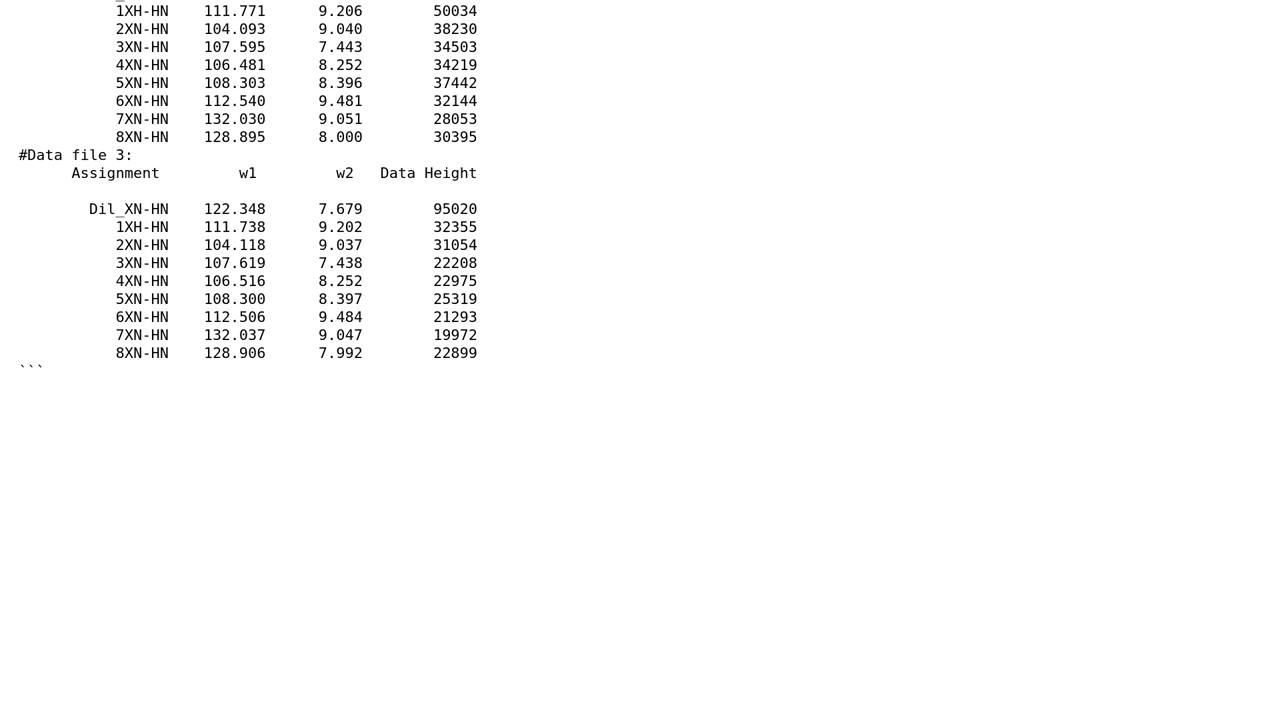 1XH-HN    111.771      9.206        50034
2XN-HN    104.093      9.040        38230
3XN-HN    107.595      7.443        34503
4XN-HN    106.481      8.252        34219
5XN-HN    108.303      8.396        37442
6XN-HN    112.540      9.481        32144
7XN-HN    132.030      9.051        28053
8XN-HN    128.895      8.000        30395
#Data file 3:
Assignment         w1         w2   Data Height
Dil_XN-HN    122.348      7.679        95020
1XH-HN    111.738      9.202        32355
2XN-HN    104.118      9.037        31054
3XN-HN    107.619      7.438        22208
4XN-HN    106.516      8.252        22975
5XN-HN    108.300      8.397        25319
6XN-HN    112.506      9.484        21293
7XN-HN    132.037      9.047        19972
8XN-HN    128.906      7.992        22899
```